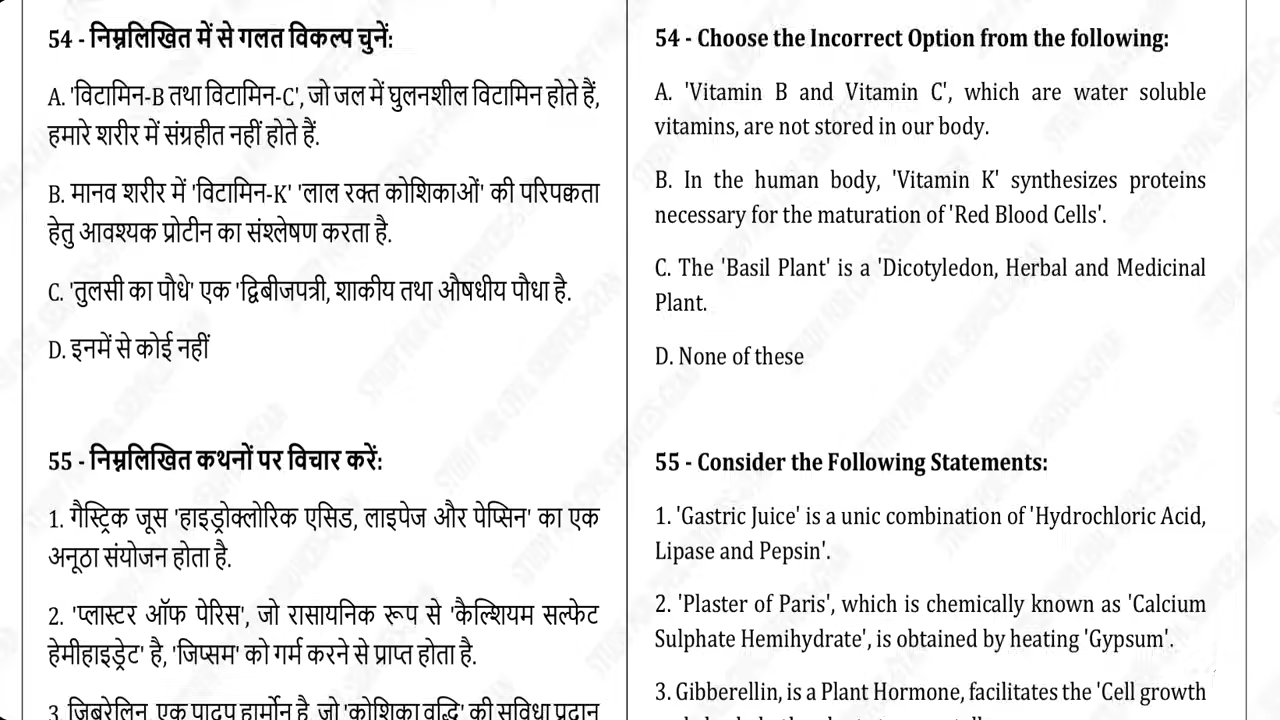 54 - निम्नलिखित में से गलत विकल्प चुनें:
A. 'विटामिन-B तथा विटामिन-C', जो जल में घुलनशील विटामिन होते हैं,
हमारे शरीर में संग्रहीत नहीं होते हैं.
B. मानव शरीर में 'विटामिन-K' 'लाल रक्त कोशिकाओं' की परिपक्वता
हेतु आवश्यक प्रोटीन का संश्लेषण करता है.
C. 'तुलसी का पौधे' एक 'द्विबीजपत्री, शाकीय तथा औषधीय पौधा है.
D. इनमें से कोई नहीं
55 - निम्नलिखित कथनों पर विचार करें:
1. गैस्ट्रिक जूस 'हाइड्रोक्लोरिक एसिड, लाइपेज और पेप्सिन' का एक
अनूठा संयोजन होता है.
2. 'प्लास्टर ऑफ पेरिस', जो रासायनिक रूप से 'कैल्शियम सल्फेट
हेमीहाइड्रेट' है, 'जिप्सम' को गर्म करने से प्राप्त होता है.
3. जिबरेलिन, एक पादप हार्मोन है, जो 'कोशिका वृद्धि' की सुविधा प्रदान
54 - Choose the Incorrect Option from the following:
A. 'Vitamin B and Vitamin C', which are water soluble
vitamins, are not stored in our body.
B. In the human body, 'Vitamin K' synthesizes proteins
necessary for the maturation of 'Red Blood Cells'.
C. The 'Basil Plant' is a 'Dicotyledon, Herbal and Medicinal
Plant.
D. None of these
55 - Consider the Following Statements:
1. 'Gastric Juice' is a unic combination of 'Hydrochloric Acid,
Lipase and Pepsin'.
2. 'Plaster of Paris', which is chemically known as 'Calcium
Sulphate Hemihydrate', is obtained by heating 'Gypsum'.
3. Gibberellin, is a Plant Hormone, facilitates the 'Cell growth